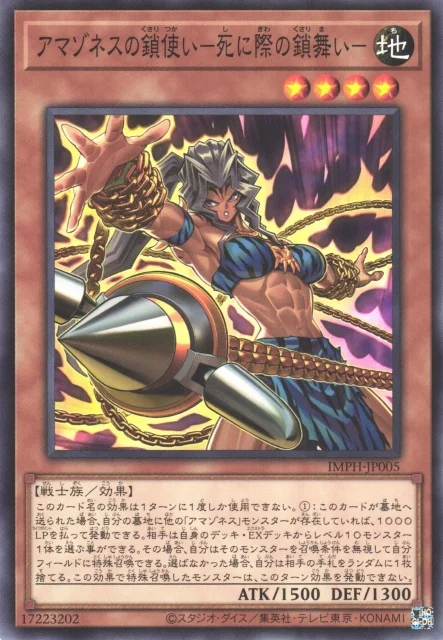 アマゾネスの鎖使い－死に際の鎖舞い－
地
IMPH-JP005
【戦士族／効果】
このカード名の効果は1ターンに1度しか使用できない。①：このカードが墓地へ
送られた場合、自分の墓地に他の「アマゾネス」モンスターが存在していれば、1000
LPを払って発動できる。相手は自身のデッキ・EXデッキからレベル10モンスター
1体を選ぶ事ができる。その場合、自分はそのモンスターを召喚条件を無視して自分
フィールドに特殊召喚できる。選ばなかった場合、自分は相手の手札をランダムに1枚
捨てる。この効果で特殊召喚したモンスターは、このターン効果を発動できない。
ATK/1500 DEF/1300
17223202
©スタジオ・ダイス／集英社・テレビ東京・KONAMI